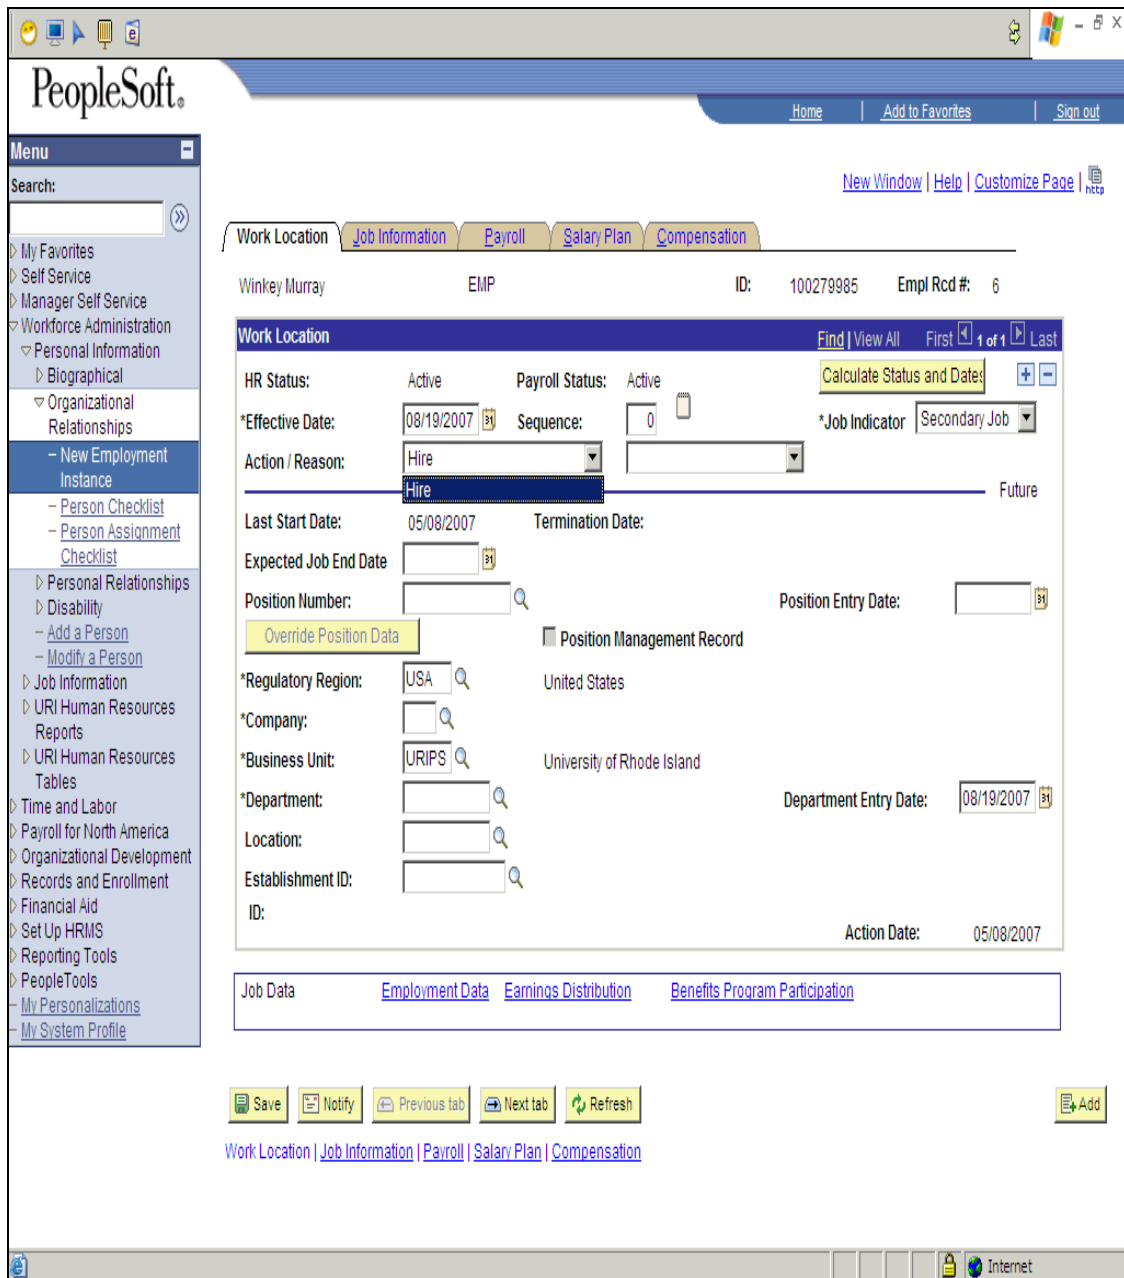 PeopleSoft.
Home | Add to Favorites | Sign out
Menu
Search:
My Favorites
Self Service
Manager Self Service
Workforce Administration
Personal Information
Biographical
Organizational
Relationships
New Employment
Instance
Person Checklist
Person Assignment
Checklist
Personal Relationships
Disability
Add a Person
Modify a Person
Job Information
URI Human Resources
Reports
URI Human Resources
Tables
Time and Labor
Payroll for North America
Organizational Development
Records and Enrollment
Financial Aid
Set Up HRMS
Reporting Tools
PeopleTools
My Personalizations
My System Profile
New Window | Help | Customize Page | http
Work Location Job Information Payroll Salary Plan Compensation
Winkey Murray EMP ID: 100279985 Empl Rcd #: 6
Work Location Find | View All First 1 of 1 Last
HR Status: Active Payroll Status: Active Calculate Status and Dates
*Effective Date: 08/19/2007 31 Sequence: 0 *Job Indicator Secondary Job
Action / Reason: Hire
Hire
Future
Last Start Date: 05/08/2007 Termination Date:
Expected Job End Date 31
Position Number: Position Entry Date: 31
Override Position Data Position Management Record
*Regulatory Region: USA United States
*Company:
*Business Unit: URIPS University of Rhode Island
*Department: Department Entry Date: 08/19/2007 31
Location:
Establishment ID:
ID:
Action Date: 05/08/2007
Job Data Employment Data Earnings Distribution Benefits Program Participation
Save Notify Previous tab Next tab Refresh Add
Work Location | Job Information | Payroll | Salary Plan | Compensation
Internet